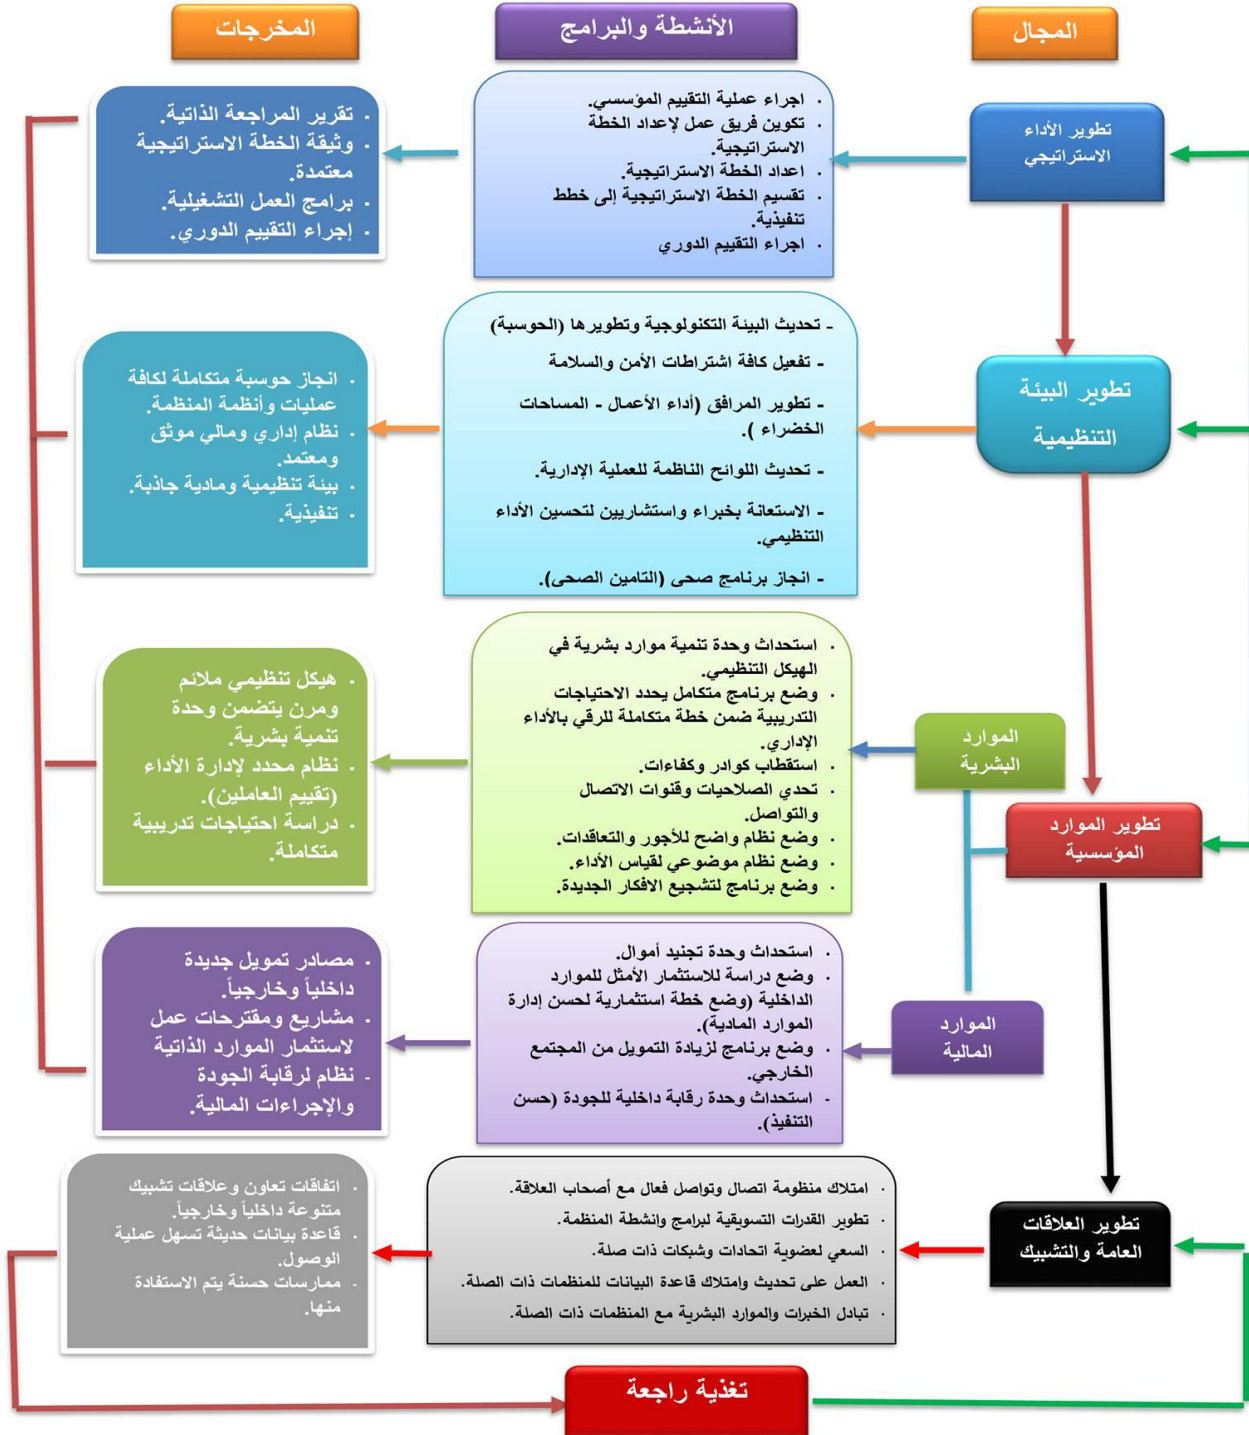 المجال
الأنشطة والبرامج
المخرجات
تطوير الأداء
الاستراتيجي
· اجراء عملية التقييم المؤسسي.
· تكوين فريق عمل لإعداد الخطة
الاستراتيجية.
· اعداد الخطة الاستراتيجية.
· تقسيم الخطة الاستراتيجية إلى خطط
تنفيذية.
· اجراء التقييم الدوري
· تقرير المراجعة الذاتية.
· وثيقة الخطة الاستراتيجية
معتمدة.
· برامج العمل التشغيلية.
· إجراء التقييم الدوري.
تطوير البيئة
التنظيمية
- تحديث البيئة التكنولوجية وتطويرها (الحوسبة)
- تفعيل كافة اشتراطات الأمن والسلامة
- تطوير المرافق (أداء الأعمال - المساحات
الخضراء ).
- تحديث اللوائح الناظمة للعملية الإدارية.
- الاستعانة بخبراء واستشاريين لتحسين الأداء
التنظيمي.
- انجاز برنامج صحى (التامين الصحى).
· انجاز حوسبة متكاملة لكافة
عمليات وأنظمة المنظمة.
· نظام إداري ومالي موثق
ومعتمد.
· بيئة تنظيمية ومادية جاذبة.
· تنفيذية.
تطوير الموارد
المؤسسية
الموارد
البشرية
· استحداث وحدة تنمية موارد بشرية في
الهيكل التنظيمي.
· وضع برنامج متكامل يحدد الاحتياجات
التدريبية ضمن خطة متكاملة للرقي بالأداء
الإداري.
· استقطاب كوادر وكفاءات.
· تحدي الصلاحيات وقنوات الاتصال
والتواصل.
· وضع نظام واضح للأجور والتعاقدات.
· وضع نظام موضوعي لقياس الأداء.
· وضع برنامج لتشجيع الافكار الجديدة.
· هيكل تنظيمي ملائم
ومرن يتضمن وحدة
تنمية بشرية.
· نظام محدد لإدارة الأداء
(تقييم العاملين).
· دراسة احتياجات تدريبية
متكاملة.
الموارد
المالية
· استحداث وحدة تجنيد أموال.
· وضع دراسة للاستثمار الأمثل للموارد
الداخلية (وضع خطة استثمارية لحسن إدارة
الموارد المادية).
· وضع برنامج لزيادة التمويل من المجتمع
الخارجي.
- استحداث وحدة رقابة داخلية للجودة (حسن
التنفيذ).
· مصادر تمويل جديدة
داخلياً وخارجياً.
· مشاريع ومقترحات عمل
لاستثمار الموارد الذاتية
- نظام لرقابة الجودة
والإجراءات المالية.
تطوير العلاقات
العامة والتشبيك
· امتلاك منظومة اتصال وتواصل فعال مع أصحاب العلاقة.
· تطوير القدرات التسويقية لبرامج وانشطة المنظمة.
· السعي لعضوية اتحادات وشبكات ذات صلة.
· العمل على تحديث وامتلاك قاعدة البيانات للمنظمات ذات الصلة.
· تبادل الخبرات والموارد البشرية مع المنظمات ذات الصلة.
· اتفاقات تعاون وعلاقات تشبيك
متنوعة داخلياً وخارجياً.
· قاعدة بيانات حديثة تسهل عملية
الوصول.
- ممارسات حسنة يتم الاستفادة
منها.
تغذية راجعة